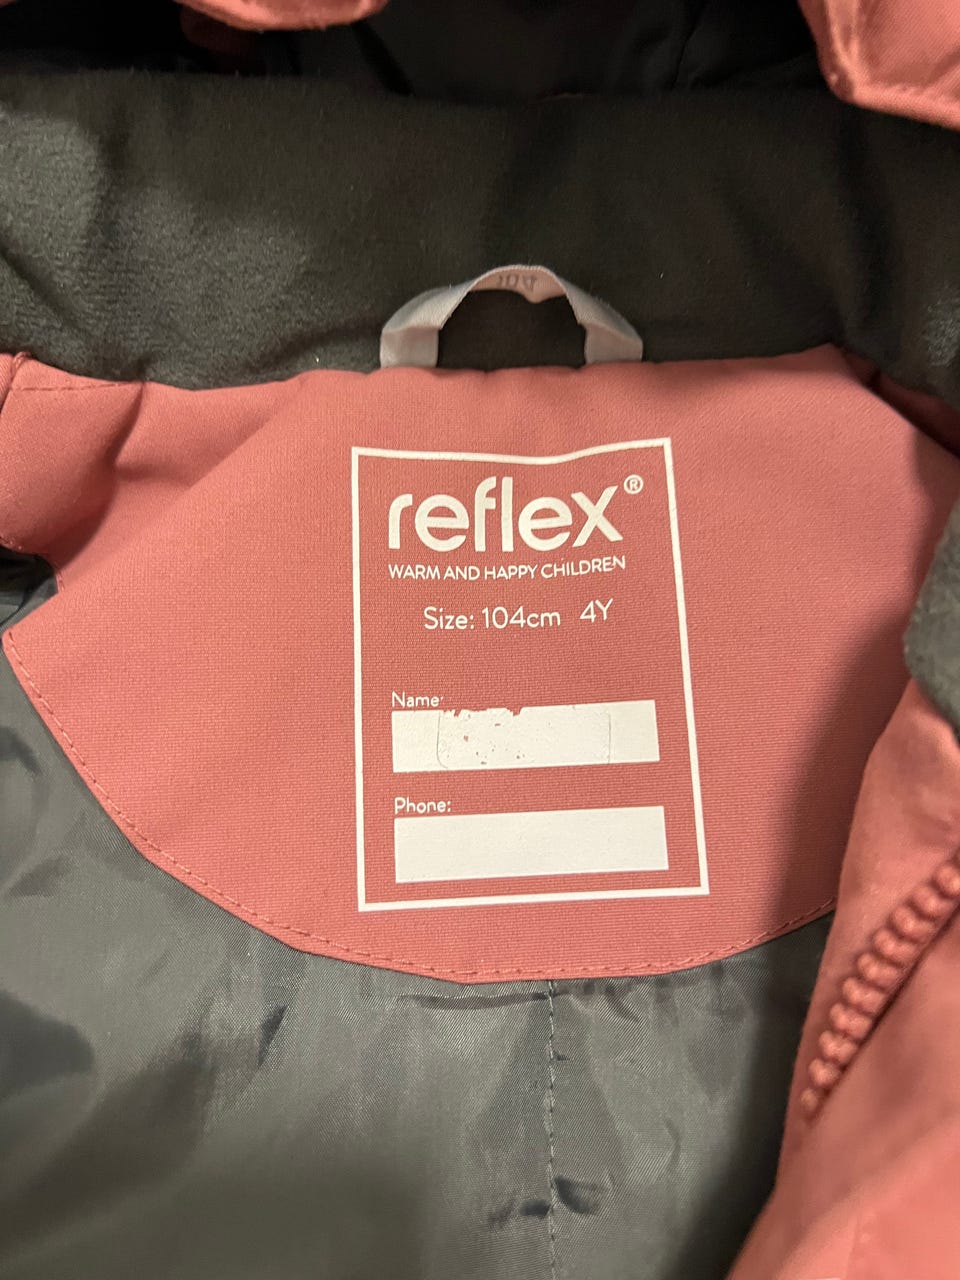 reflex®
WARM AND HAPPY CHILDREN
Size: 104cm 4Y
Name:
Phone: